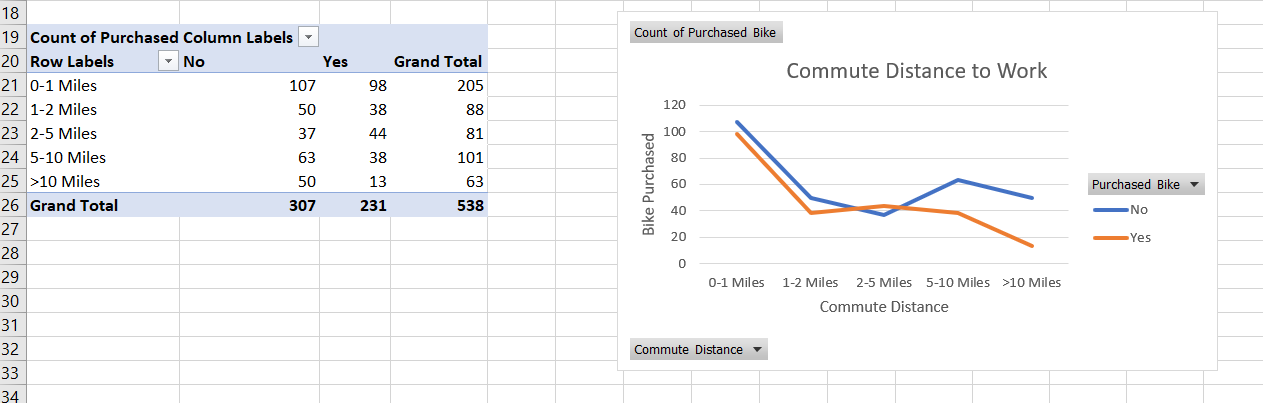 18
19 Count of Purchased Column Labels
20 Row Labels No Yes Grand Total
21 0-1 Miles 107 98 205
22 1-2 Miles 50 38 88
23 2-5 Miles 37 44 81
24 5-10 Miles 63 38 101
25 >10 Miles 50 13 63
26 Grand Total 307 231 538
27
28
29
30
31
32
33
34
Count of Purchased Bike
Commute Distance to Work
Bike Purchased
120
100
80
60
40
20
0
0-1 Miles 1-2 Miles 2-5 Miles 5-10 Miles >10 Miles
Commute Distance
Purchased Bike
No
Yes
Commute Distance